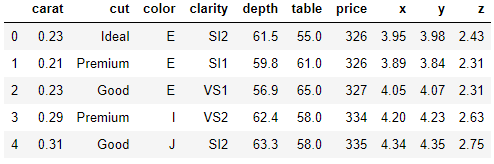 carat cut color clarity depth table price x y z
0 0.23 Ideal E SI2 61.5 55.0 326 3.95 3.98 2.43
1 0.21 Premium E SI1 59.8 61.0 326 3.89 3.84 2.31
2 0.23 Good E VS1 56.9 65.0 327 4.05 4.07 2.31
3 0.29 Premium I VS2 62.4 58.0 334 4.20 4.23 2.63
4 0.31 Good J SI2 63.3 58.0 335 4.34 4.35 2.75